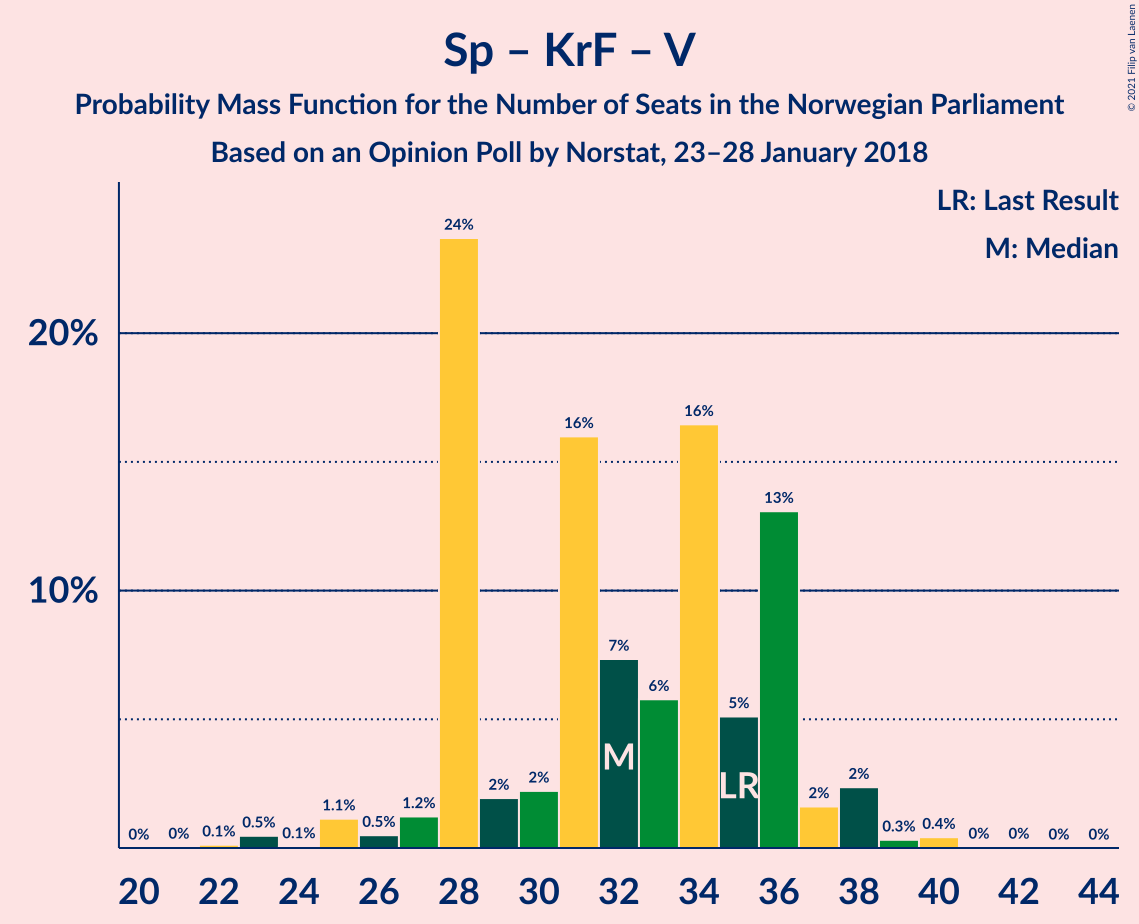 Sp – KrF – V
Probability Mass Function for the Number of Seats in the Norwegian Parliament
Based on an Opinion Poll by Norstat, 23–28 January 2018
© 2021 Filip van Laenen
LR: Last Result
M: Median
20%
10%
0% 0% 0.1% 0.5% 0.1% 1.1% 0.5% 1.2% 24% 2% 2% 16% 7% 6% 16% 5% 13% 2% 2% 0.3% 0.4% 0% 0% 0% 0%
M LR
20 22 24 26 28 30 32 34 36 38 40 42 44